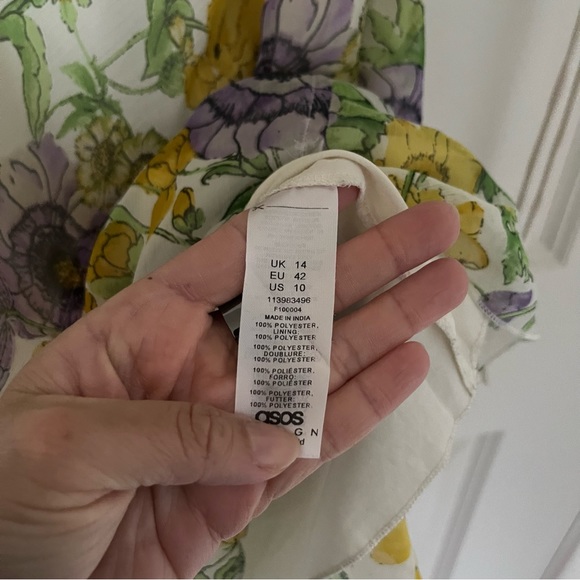 UK 14
EU 42
US 10
113983496
F100004
MADE IN INDIA
100% POLYESTER,
LINING
100% POLYESTER
100% POLYESTER,
DOUBLURE:
100% POLYESTER
100% POLIÉSTER,
FORRO:
100% POLIÉSTER
100% POLYESTER,
FUTTER:
100% POLYESTER
asos
G N